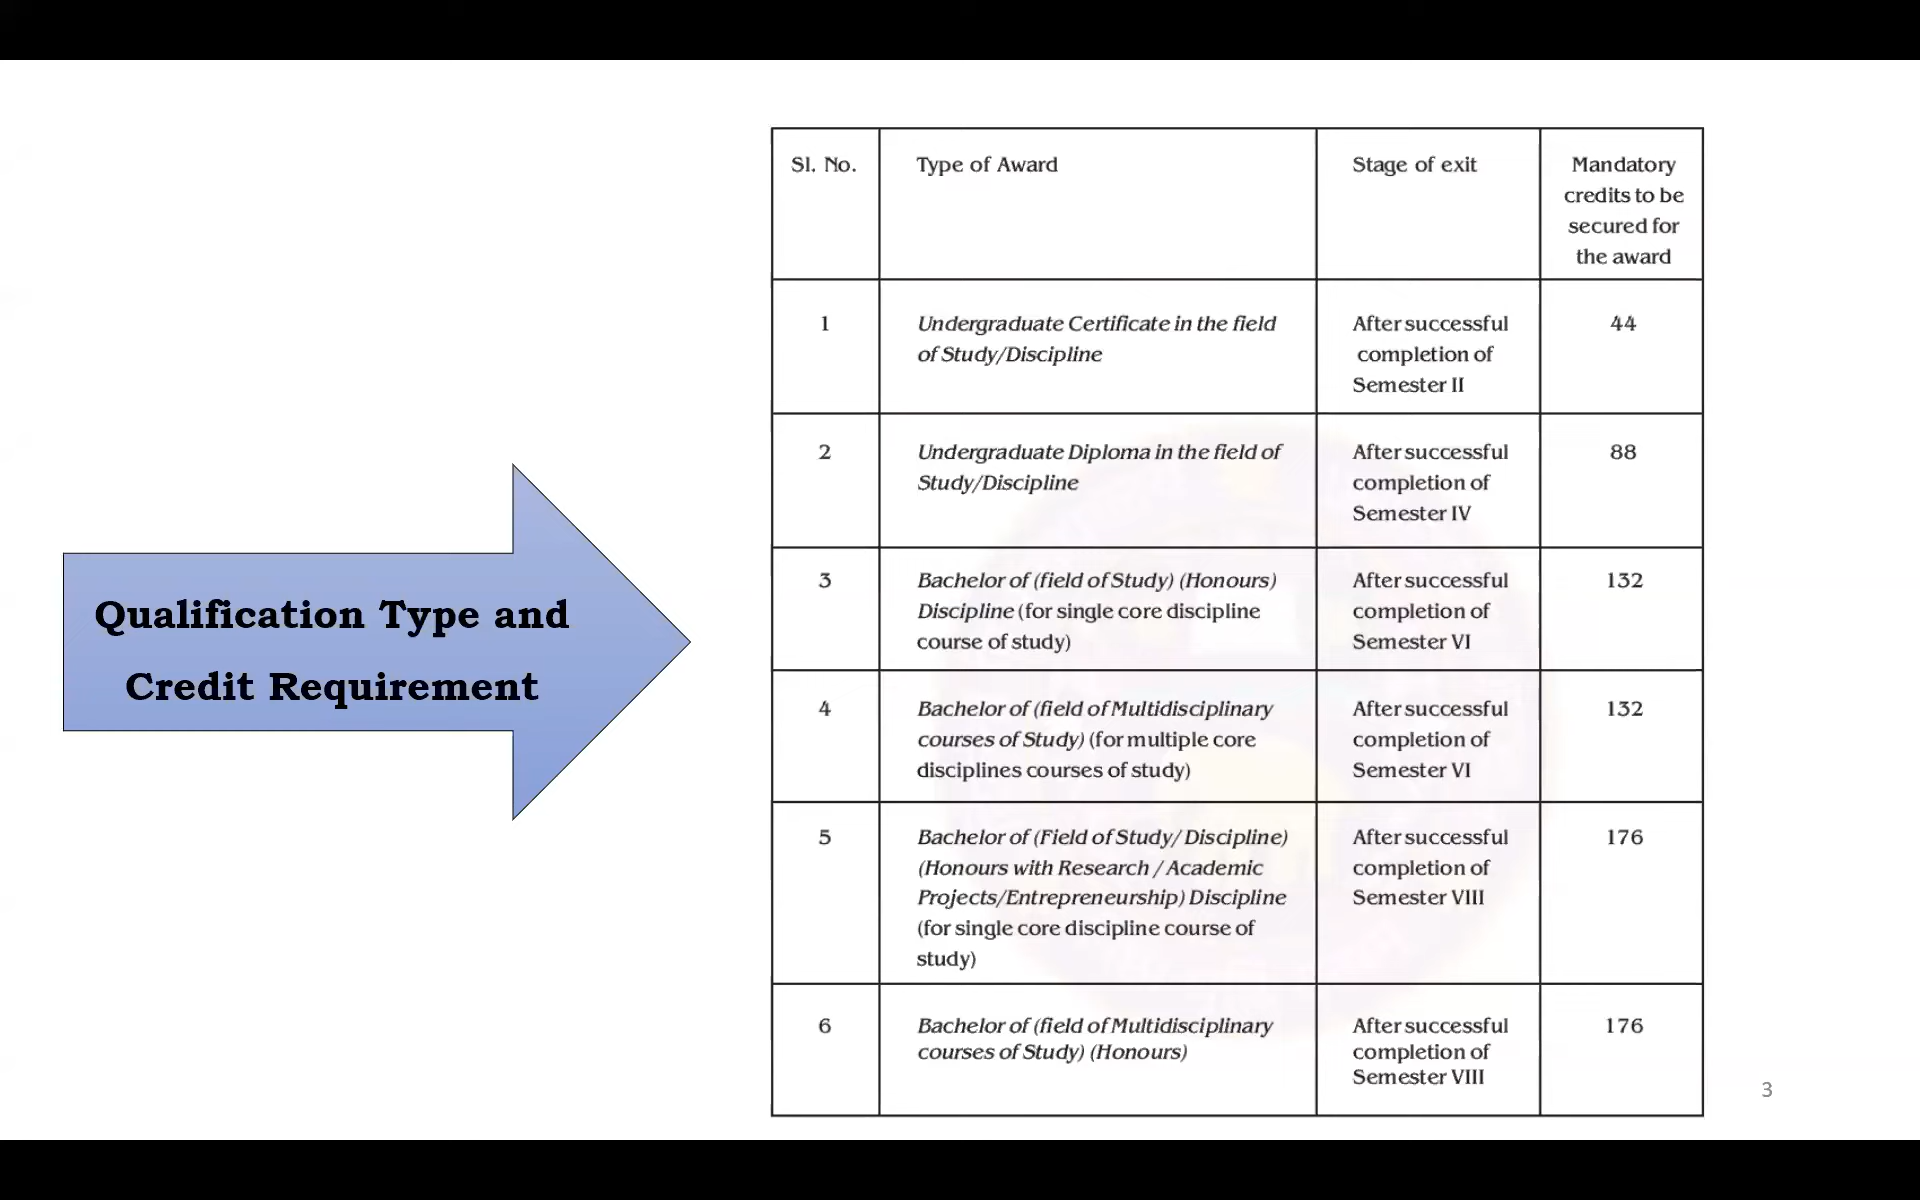 Qualification Type and
Credit Requirement
Sl. No.
Type of Award
Stage of exit
Mandatory
credits to be
secured for
the award
1
Undergraduate Certificate in the field
of Study/Discipline
After successful
completion of
Semester II
44
2
Undergraduate Diploma in the field of
Study/Discipline
After successful
completion of
Semester IV
88
3
Bachelor of (field of Study) (Honours)
Discipline (for single core discipline
course of study)
After successful
completion of
Semester VI
132
4
Bachelor of (field of Multidisciplinary
courses of Study) (for multiple core
disciplines courses of study)
After successful
completion of
Semester VI
132
5
Bachelor of (Field of Study/ Discipline)
(Honours with Research / Academic
Projects/Entrepreneurship) Discipline
(for single core discipline course of
study)
After successful
completion of
Semester VIII
176
6
Bachelor of (field of Multidisciplinary
courses of Study) (Honours)
After successful
completion of
Semester VIII
176
3